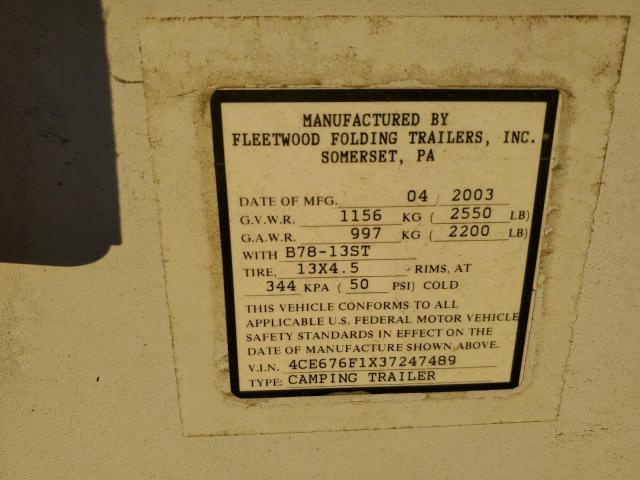 MANUFACTURED BY
FLEETWOOD FOLDING TRAILERS, INC.
SOMERSET, PA
DATE OF MFG. 04 / 2003
G.V.W.R. 1156 KG ( 2550 LB)
G.A.W.R. 997 KG ( 2200 LB)
WITH B78-13ST
TIRE, 13X4.5 RIMS, AT
344 KPA ( 50 PSI) COLD
THIS VEHICLE CONFORMS TO ALL
APPLICABLE U.S. FEDERAL MOTOR VEHICLE
SAFETY STANDARDS IN EFFECT ON THE
DATE OF MANUFACTURE SHOWN ABOVE.
V.I.N. 4CE676F1X37247489
TYPE: CAMPING TRAILER